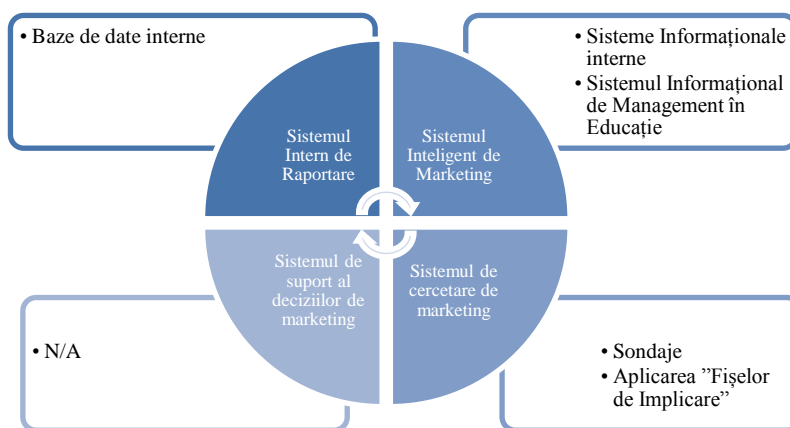 • Baze de date interne
• Sisteme Informaționale
interne
• Sistemul Informațional
de Management în
Educație
Sistemul
Intern de
Raportare
Sistemul
Inteligent de
Marketing
Sistemul de
suport al
deciziilor de
marketing
Sistemul de
cercetare de
marketing
• N/A
• Sondaje
• Aplicarea ”Fișelor
de Implicare”